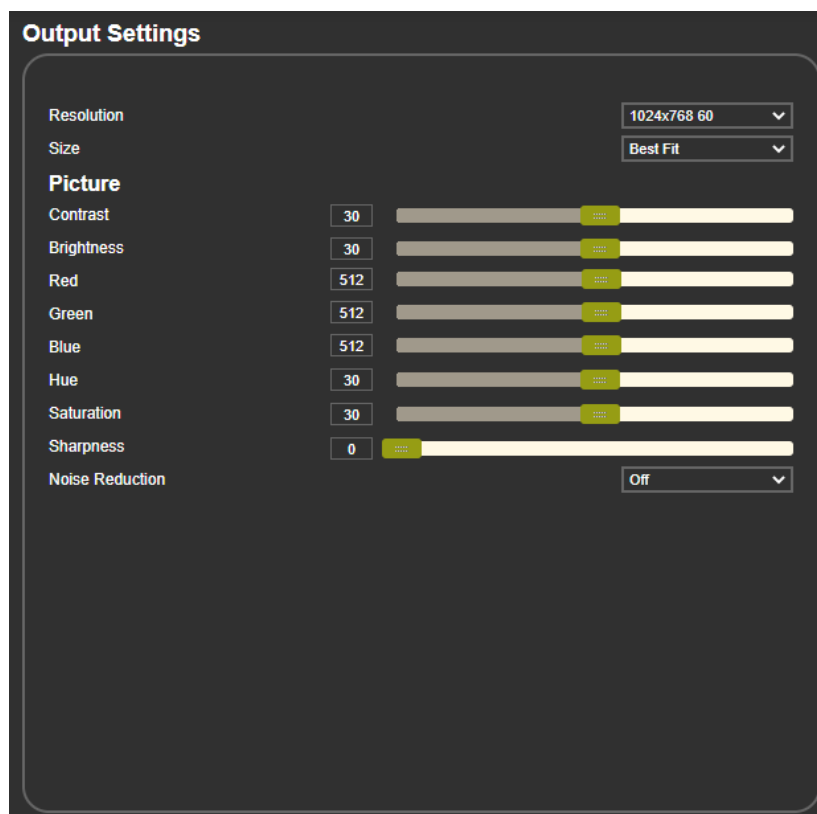 Output Settings
Resolution 1024x768 60
Size Best Fit
Picture
Contrast 30
Brightness 30
Red 512
Green 512
Blue 512
Hue 30
Saturation 30
Sharpness 0
Noise Reduction Off